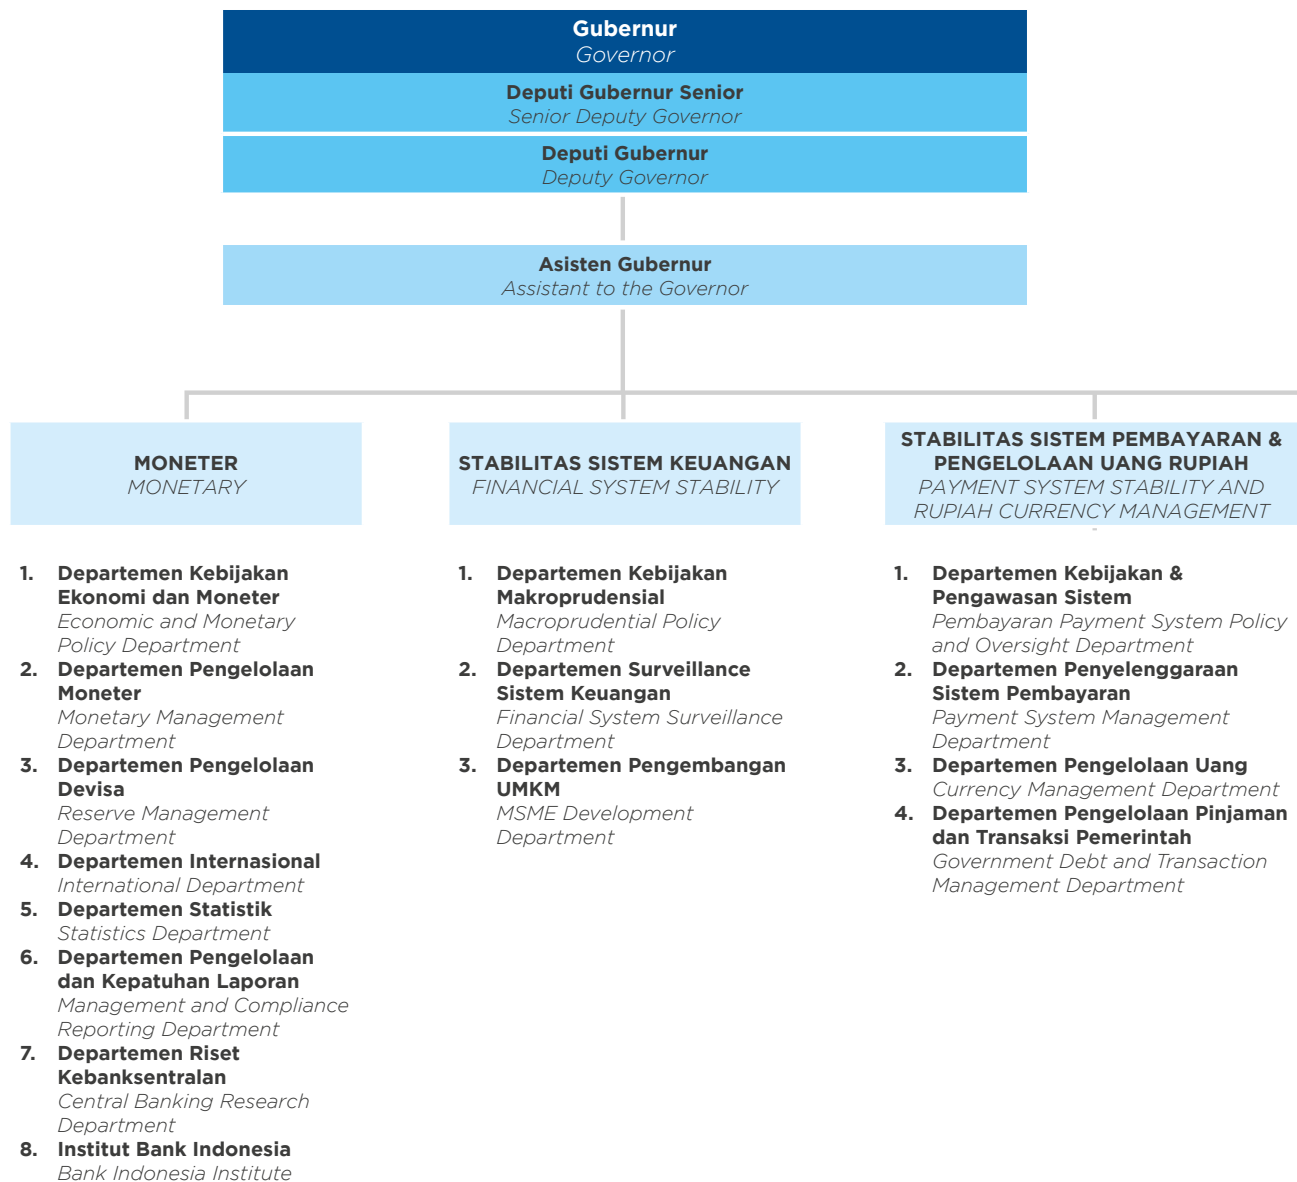 Gubernur
Governor
Deputi Gubernur Senior
Senior Deputy Governor
Deputi Gubernur
Deputy Governor
Asisten Gubernur
Assistant to the Governor
MONETER
MONETARY
1. Departemen Kebijakan
Ekonomi dan Moneter
Economic and Monetary
Policy Department
2. Departemen Pengelolaan
Moneter
Monetary Management
Department
3. Departemen Pengelolaan
Devisa
Reserve Management
Department
4. Departemen Internasional
International Department
5. Departemen Statistik
Statistics Department
6. Departemen Pengelolaan
dan Kepatuhan Laporan
Management and Compliance
Reporting Department
7. Departemen Riset
Kebanksentralan
Central Banking Research
Department
8. Institut Bank Indonesia
Bank Indonesia Institute
STABILITAS SISTEM KEUANGAN
FINANCIAL SYSTEM STABILITY
1. Departemen Kebijakan
Makroprudensial
Macroprudential Policy
Department
2. Departemen Surveillance
Sistem Keuangan
Financial System Surveillance
Department
3. Departemen Pengembangan
UMKM
MSME Development
Department
STABILITAS SISTEM PEMBAYARAN &
PENGELOLAAN UANG RUPIAH
PAYMENT SYSTEM STABILITY AND
RUPIAH CURRENCY MANAGEMENT
1. Departemen Kebijakan &
Pengawasan Sistem
Pembayaran Payment System Policy
and Oversight Department
2. Departemen Penyelenggaraan
Sistem Pembayaran
Payment System Management
Department
3. Departemen Pengelolaan Uang
Currency Management Department
4. Departemen Pengelolaan Pinjaman
dan Transaksi Pemerintah
Government Debt and Transaction
Management Department